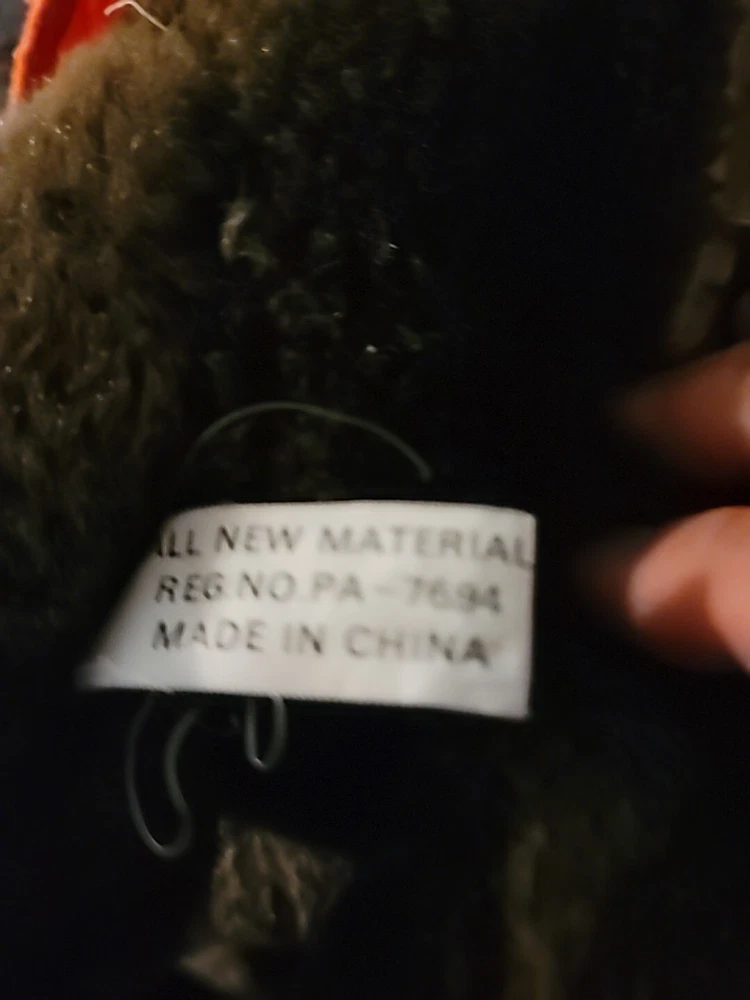 ALL NEW MATERIAL
REG.NO.PA-7694
MADE IN CHINA